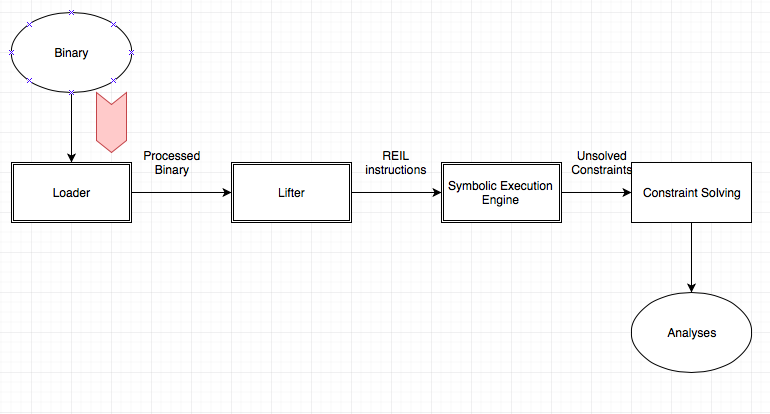 Binary
Processed
Binary
REIL
instructions
Unsolved
Constraints
Loader
Lifter
Symbolic Execution
Engine
Constraint Solving
Analyses